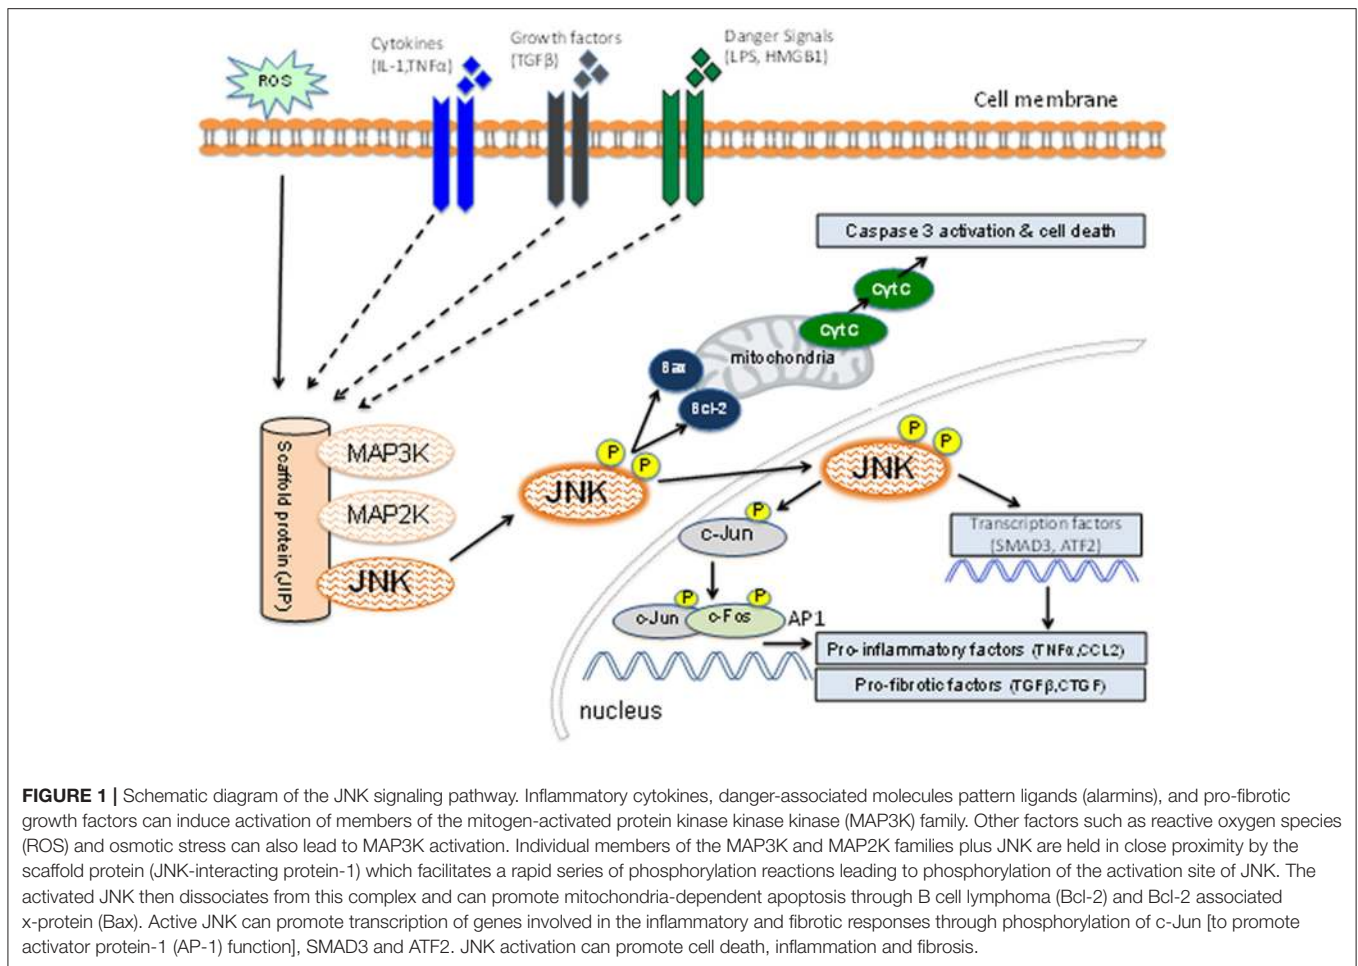 ROS
Cytokines
(IL-1,TNFα)
Growth factors
(TGFβ)
Danger Signals
(LPS, HMGB1)
Cell membrane
Caspase 3 activation & cell death
Cyt C
Cyt C
mitochondria
Bax
Bcl-2
Scaffold protein (JIP)
MAP3K
MAP2K
JNK
P
P
JNK
P
P
JNK
P
c-Jun
Transcription factors
(SMAD3, ATF2)
P
P
c-Jun
c-Fos
AP1
Pro-inflammatory factors (TNFα,CCL2)
Pro-fibrotic factors (TGFβ,CTGF)
nucleus
FIGURE 1 | Schematic diagram of the JNK signaling pathway. Inflammatory cytokines, danger-associated molecules pattern ligands (alarmins), and pro-fibrotic
growth factors can induce activation of members of the mitogen-activated protein kinase kinase kinase (MAP3K) family. Other factors such as reactive oxygen species
(ROS) and osmotic stress can also lead to MAP3K activation. Individual members of the MAP3K and MAP2K families plus JNK are held in close proximity by the
scaffold protein (JNK-interacting protein-1) which facilitates a rapid series of phosphorylation reactions leading to phosphorylation of the activation site of JNK. The
activated JNK then dissociates from this complex and can promote mitochondria-dependent apoptosis through B cell lymphoma (Bcl-2) and Bcl-2 associated
x-protein (Bax). Active JNK can promote transcription of genes involved in the inflammatory and fibrotic responses through phosphorylation of c-Jun [to promote
activator protein-1 (AP-1) function], SMAD3 and ATF2. JNK activation can promote cell death, inflammation and fibrosis.